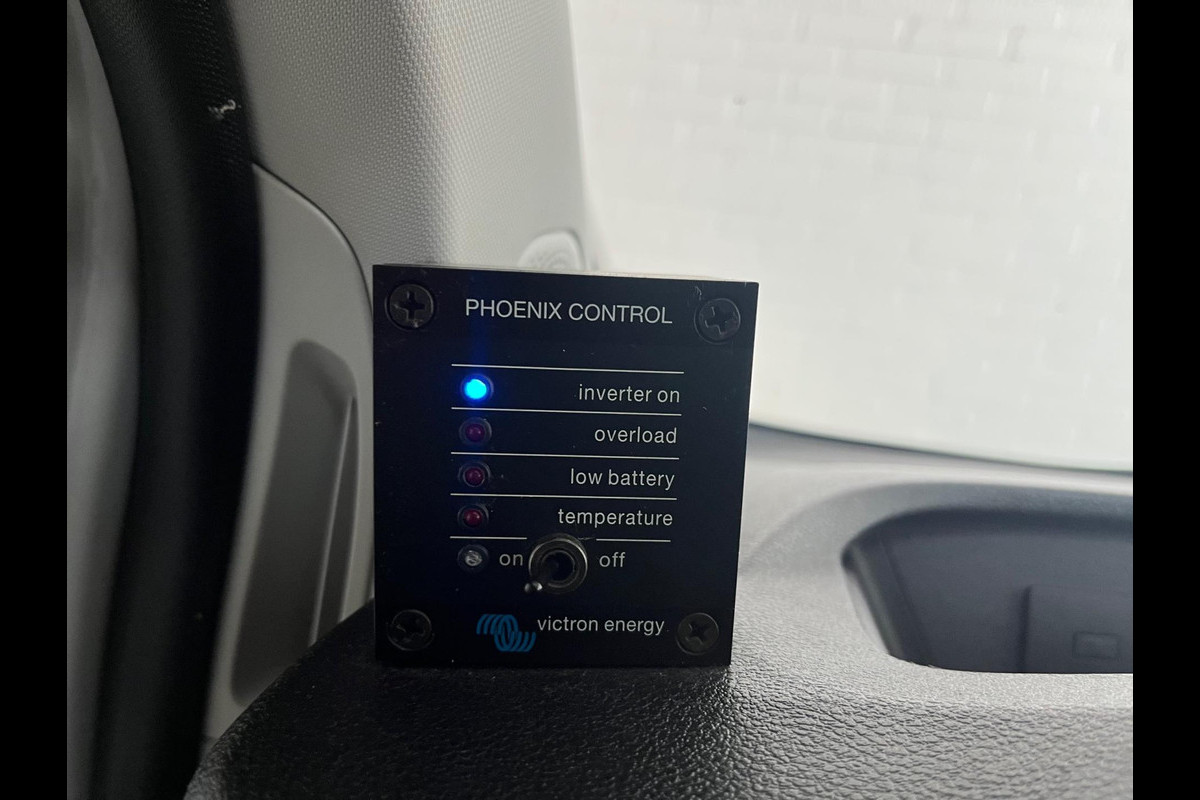 PHOENIX CONTROL
inverter on
overload
low battery
temperature
on off
victron energy